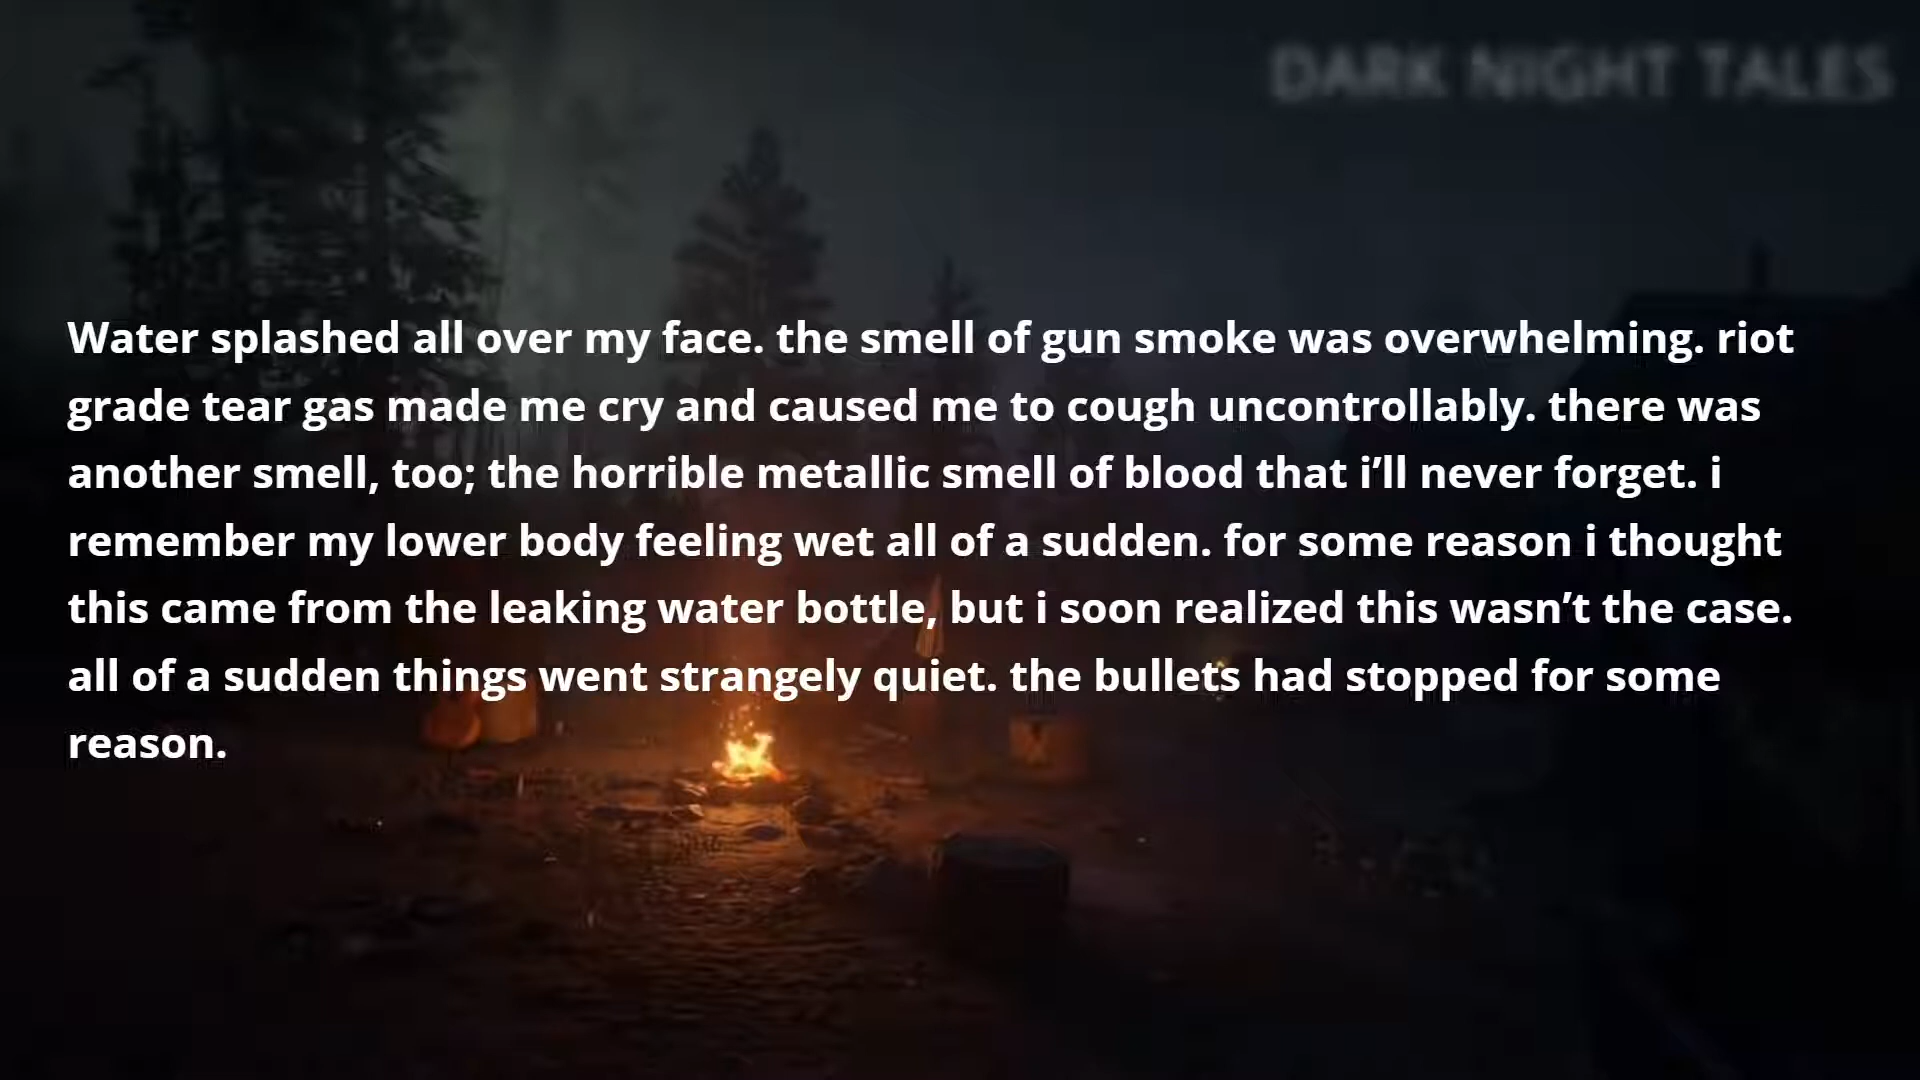 DARK NIGHT TALES
Water splashed all over my face. the smell of gun smoke was overwhelming. riot
grade tear gas made me cry and caused me to cough uncontrollably. there was
another smell, too; the horrible metallic smell of blood that i’ll never forget. i
remember my lower body feeling wet all of a sudden. for some reason i thought
this came from the leaking water bottle, but i soon realized this wasn’t the case.
all of a sudden things went strangely quiet. the bullets had stopped for some
reason.